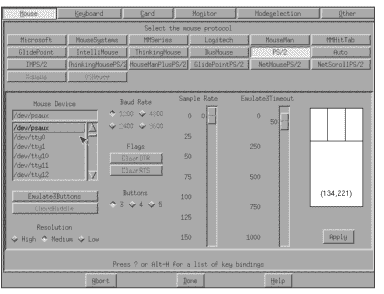 Mouse Keyboard Card Monitor Modeselection Other
Select the mouse protocol
Microsoft MouseSystems MMSeries Logitech MouseMan MMHitTab
GlidePoint IntelliMouse ThinkingMouse BusMouse PS/2 Auto
IMPS/2 ThinkingMousePS/2 MouseManPlusPS/2 GlidePointPS/2 NetMousePS/2 NetScrollPS/2
Mouse Device Baud Rate Sample Rate EmulatedTimeout
/dev/psaux 1200 4800 0 0 0 50
/dev/psaux 2400 9600
/dev/tty0 25
/dev/tty1 Flags 250
/dev/tty10 ClearDTR 50
/dev/tty11 ClearRTS 75 500
/dev/tty12
EmulatedButtons Buttons 100 (134,221)
3 4 5 750
Resolution 125
High Medium Low 150 1000 Apply
Press ? or Alt-H for a list of key bindings
Abort Done Help